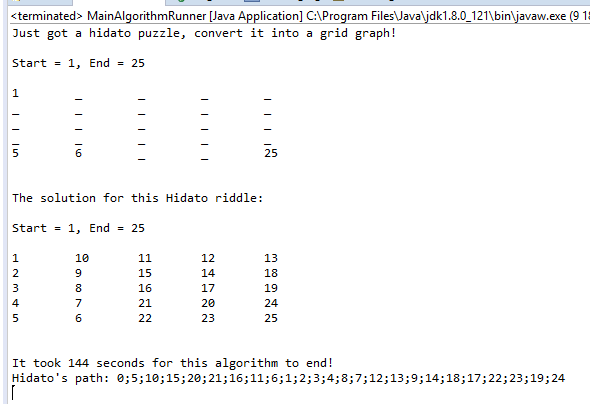 <terminated> MainAlgorithmRunner [Java Application] C:\Program Files\Java\jdk1.8.0_121\bin\javaw.exe (9 18
Just got a hidato puzzle, convert it into a grid graph!
Start = 1, End = 25
1 _ _ _ _
_ _ _ _ _
_ _ _ _ _
_ _ _ _ _
5 6 _ _ 25
The solution for this Hidato riddle:
Start = 1, End = 25
1 10 11 12 13
2 9 15 14 18
3 8 16 17 19
4 7 21 20 24
5 6 22 23 25
It took 144 seconds for this algorithm to end!
Hidato's path: 0;5;10;15;20;21;16;11;6;1;2;3;4;8;7;12;13;9;14;18;17;22;23;19;24